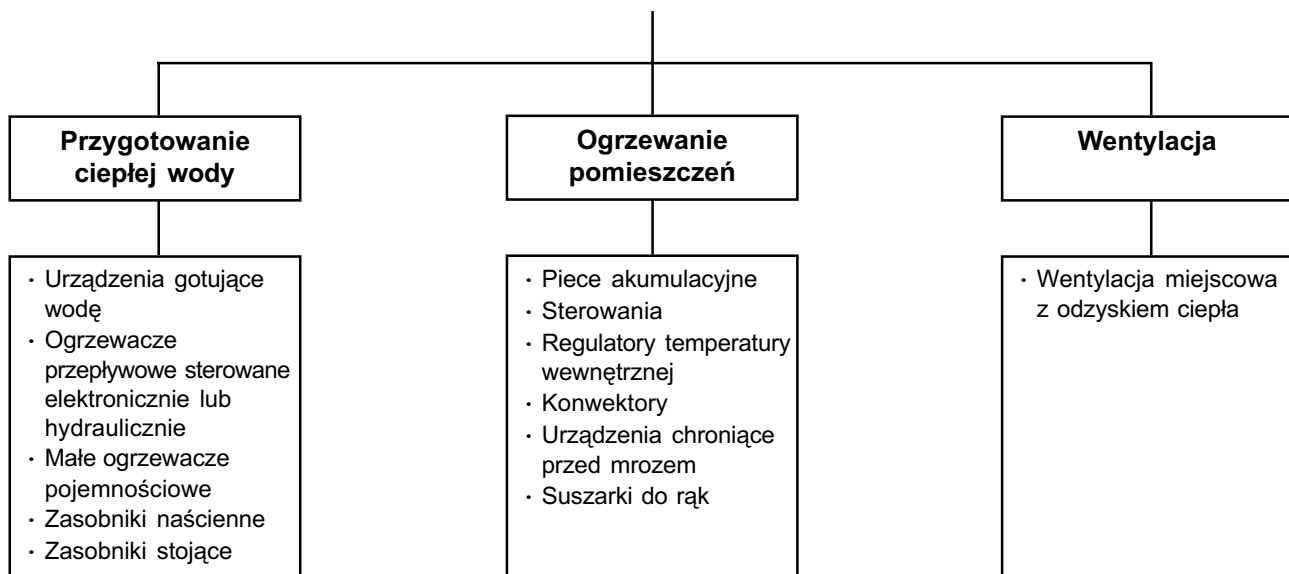 Przygotowanie
ciepłej wody
Ogrzewanie
pomieszczeń
Wentylacja
· Urządzenia gotujące
wodę
· Ogrzewacze
przepływowe sterowane
elektronicznie lub
hydraulicznie
· Małe ogrzewacze
pojemnościowe
· Zasobniki naścienne
· Zasobniki stojące
· Piece akumulacyjne
· Sterowania
· Regulatory temperatury
wewnętrznej
· Konwektory
· Urządzenia chroniące
przed mrozem
· Suszarki do rąk
· Wentylacja miejscowa
z odzyskiem ciepła